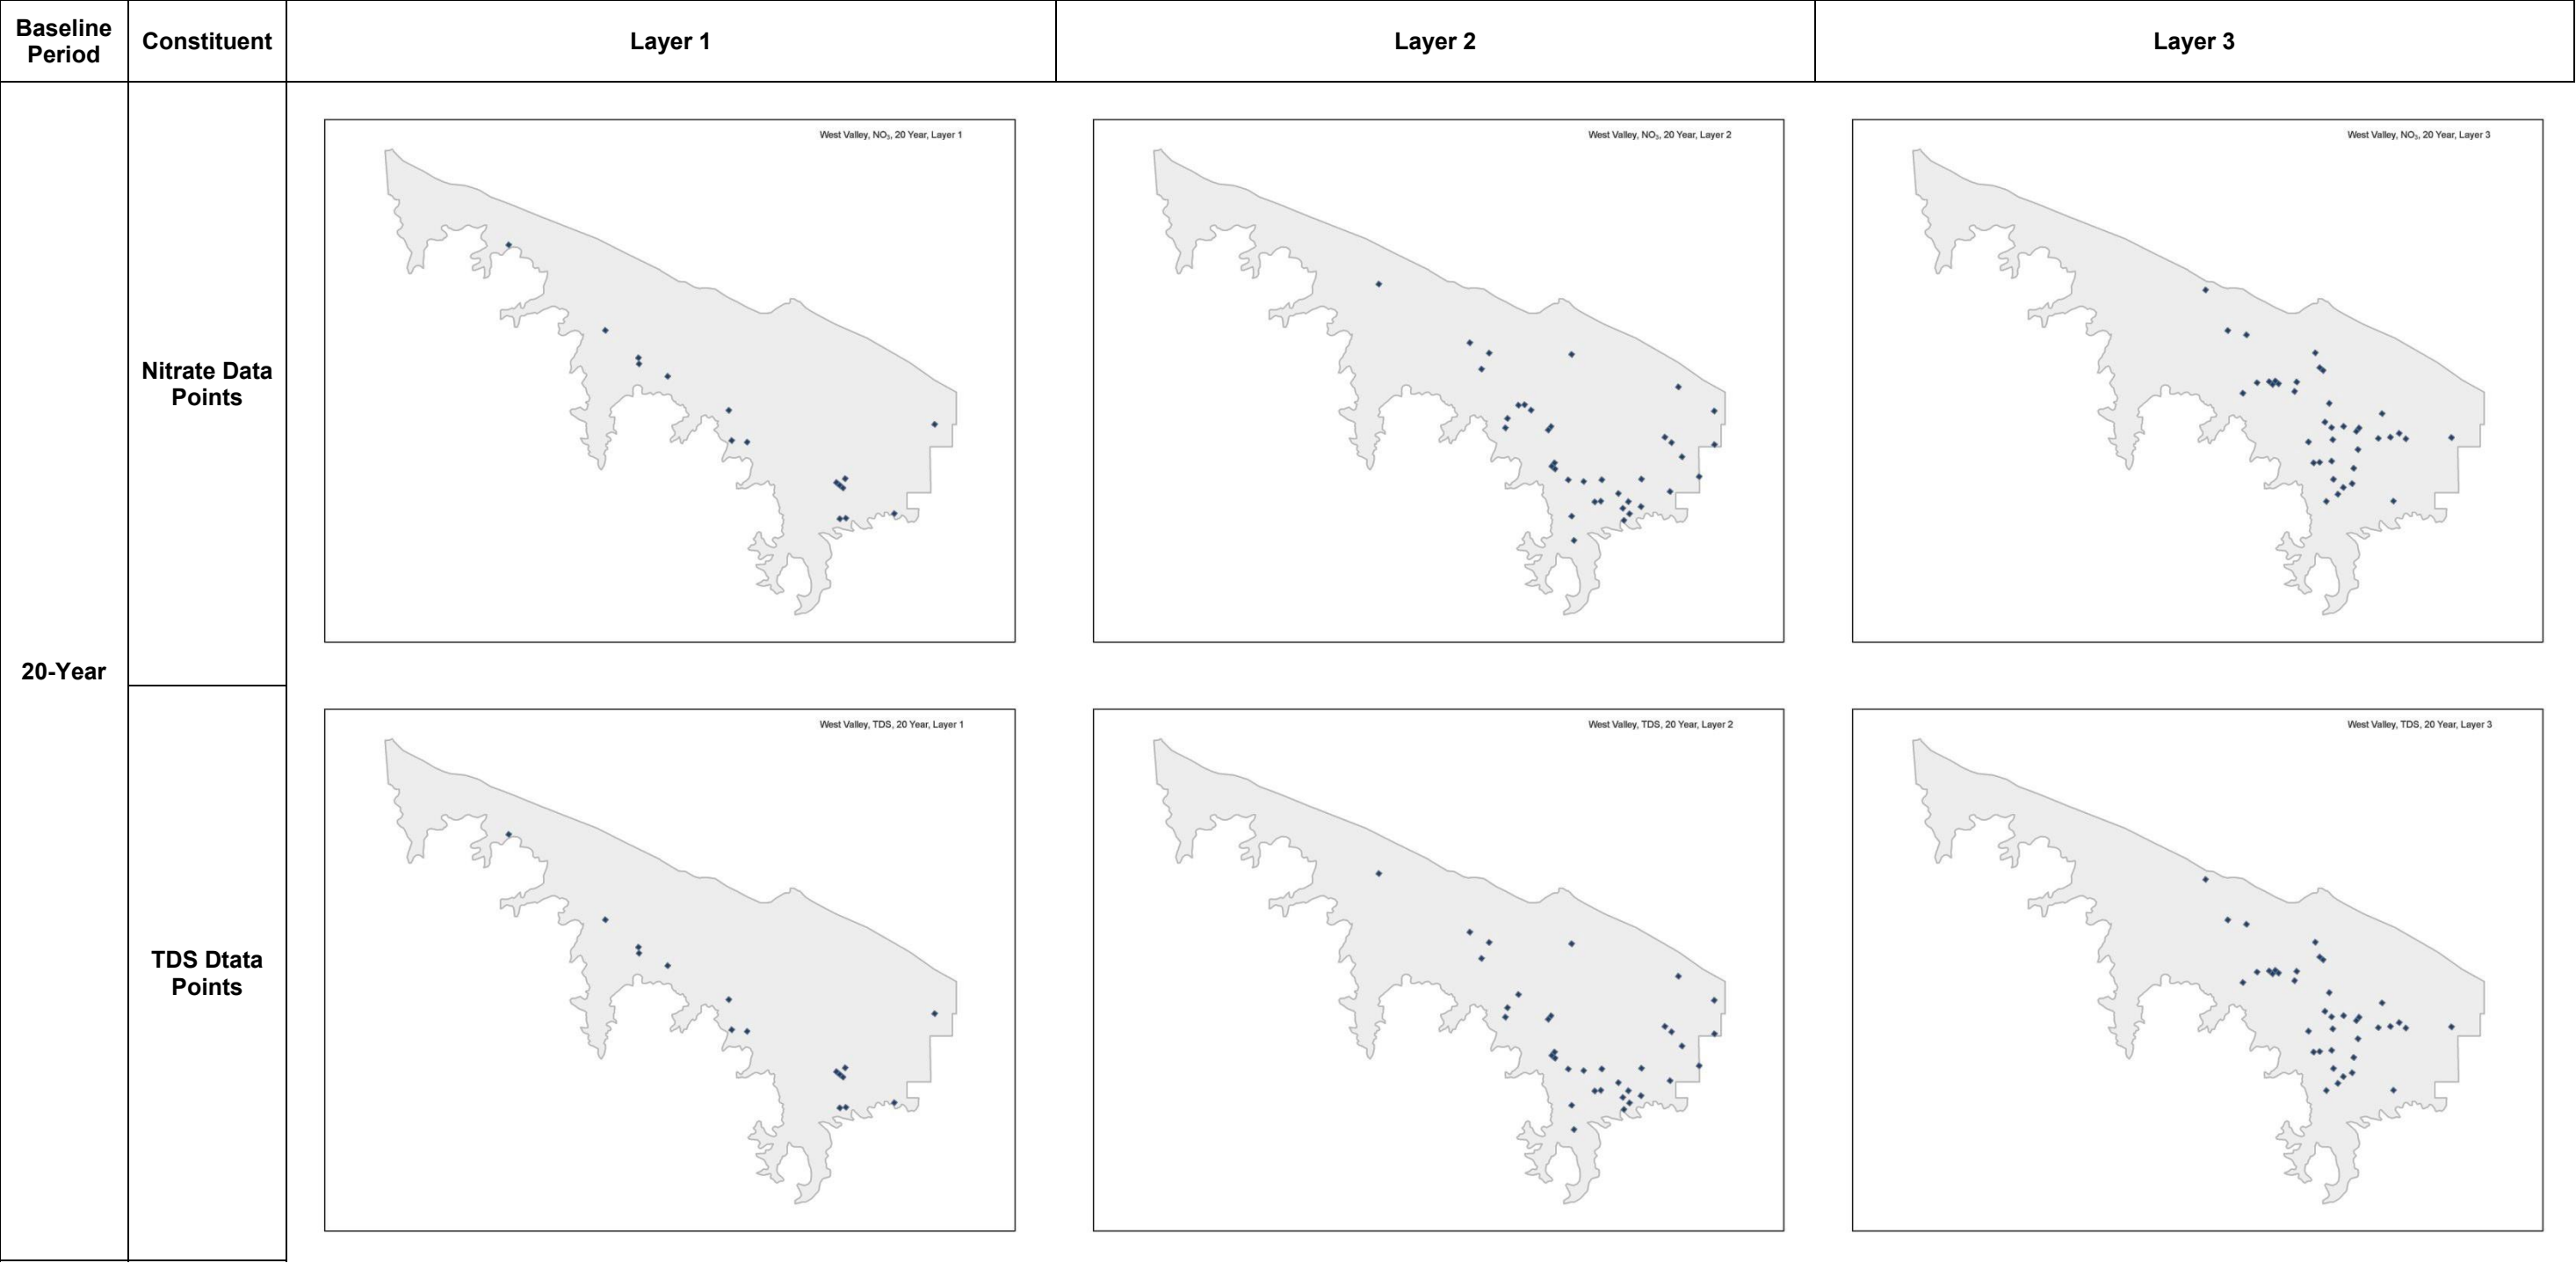 Baseline
Period
Constituent
Layer 1
Layer 2
Layer 3
20-Year
Nitrate Data
Points
West Valley, NO₃, 20 Year, Layer 1
West Valley, NO₃, 20 Year, Layer 2
West Valley, NO₃, 20 Year, Layer 3
TDS Dtata
Points
West Valley, TDS, 20 Year, Layer 1
West Valley, TDS, 20 Year, Layer 2
West Valley, TDS, 20 Year, Layer 3